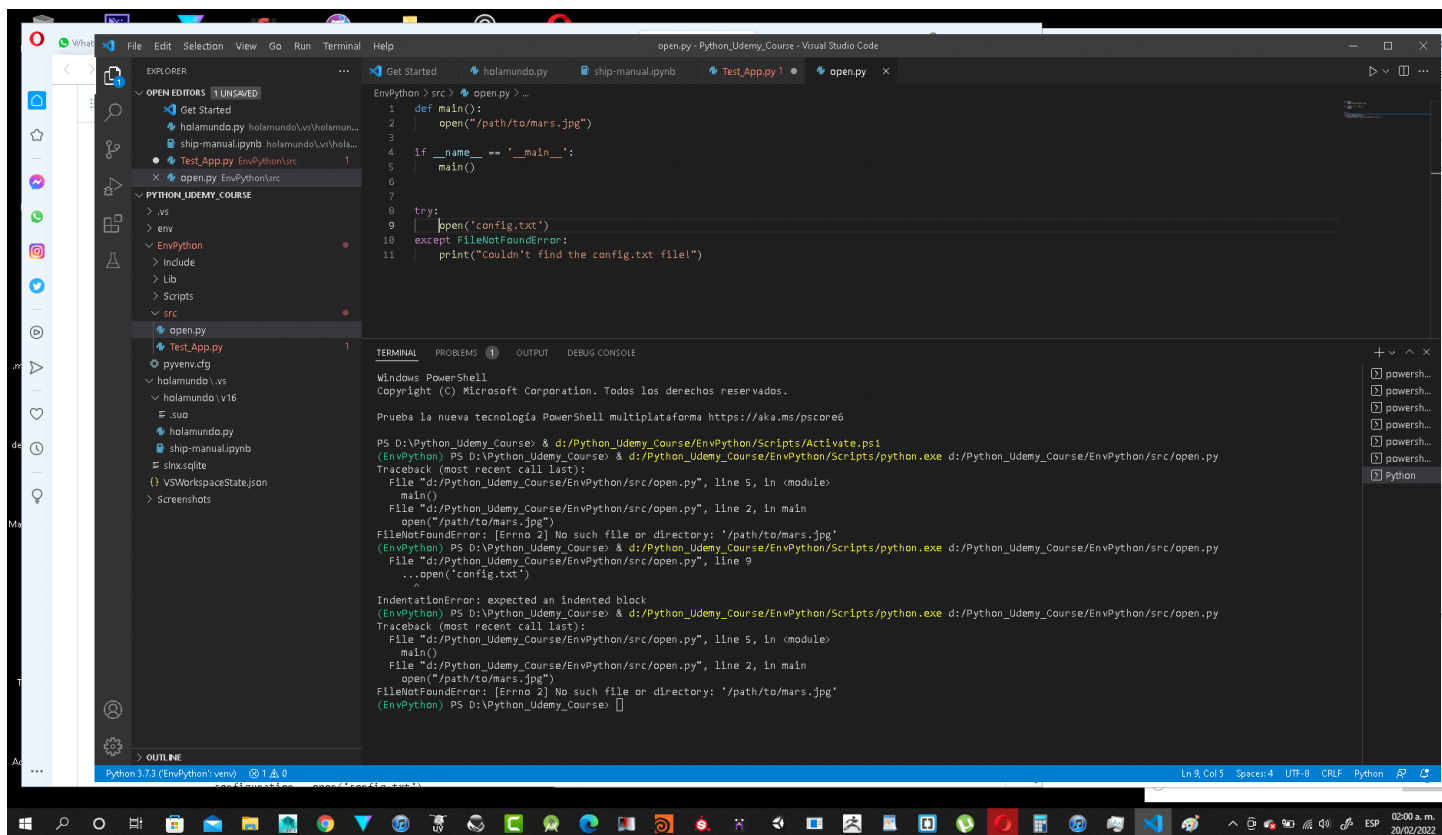 What
File Edit Selection View Go Run Terminal Help
open.py - Python_Udemy_Course - Visual Studio Code
EXPLORER
Get Started
holamundo.py
ship-manual.ipynb
Test_App.py 1
open.py
OPEN EDITORS 1 UNSAVED
Get Started
holamundo.py holamundo\.vs\holamun...
ship-manual.ipynb holamundo\.vs\hola...
Test_App.py EnvPython\src 1
open.py EnvPython\src
PYTHON_UDEMY_COURSE
.vs
env
EnvPython
Include
Lib
Scripts
src
open.py
Test_App.py 1
pyvenv.cfg
holamundo\.vs
holamundo\v16
.suo
holamundo.py
ship-manual.ipynb
slnx.sqlite
VSWorkspaceState.json
Screenshots
OUTLINE
EnvPython > src > open.py > ...
1 def main():
2 open("/path/to/mars.jpg")
3
4 if __name__ == '__main__':
5 main()
6
7
8 try:
9 open('config.txt')
10 except FileNotFoundError:
11 print("Couldn't find the config.txt file!")
TERMINAL PROBLEMS 1 OUTPUT DEBUG CONSOLE
Windows PowerShell
Copyright (C) Microsoft Corporation. Todos los derechos reservados.
Prueba la nueva tecnología PowerShell multiplataforma https://aka.ms/pscore6
PS D:\Python_Udemy_Course> & d:/Python_Udemy_Course/EnvPython/Scripts/Activate.ps1
(EnvPython) PS D:\Python_Udemy_Course> & d:/Python_Udemy_Course/EnvPython/Scripts/python.exe d:/Python_Udemy_Course/EnvPython/src/open.py
Traceback (most recent call last):
File "d:/Python_Udemy_Course/EnvPython/src/open.py", line 5, in <module>
main()
File "d:/Python_Udemy_Course/EnvPython/src/open.py", line 2, in main
open("/path/to/mars.jpg")
FileNotFoundError: [Errno 2] No such file or directory: '/path/to/mars.jpg'
(EnvPython) PS D:\Python_Udemy_Course> & d:/Python_Udemy_Course/EnvPython/Scripts/python.exe d:/Python_Udemy_Course/EnvPython/src/open.py
File "d:/Python_Udemy_Course/EnvPython/src/open.py", line 9
...open('config.txt')
^
IndentationError: expected an indented block
(EnvPython) PS D:\Python_Udemy_Course> & d:/Python_Udemy_Course/EnvPython/Scripts/python.exe d:/Python_Udemy_Course/EnvPython/src/open.py
Traceback (most recent call last):
File "d:/Python_Udemy_Course/EnvPython/src/open.py", line 5, in <module>
main()
File "d:/Python_Udemy_Course/EnvPython/src/open.py", line 2, in main
open("/path/to/mars.jpg")
FileNotFoundError: [Errno 2] No such file or directory: '/path/to/mars.jpg'
(EnvPython) PS D:\Python_Udemy_Course>
powersh...
powersh...
powersh...
powersh...
powersh...
powersh...
Python
Python 3.7.3 ('EnvPython': venv) 1 0
Ln 9, Col 5 Spaces: 4 UTF-8 CRLF Python
ESP
02:00 a. m.
20/02/2022